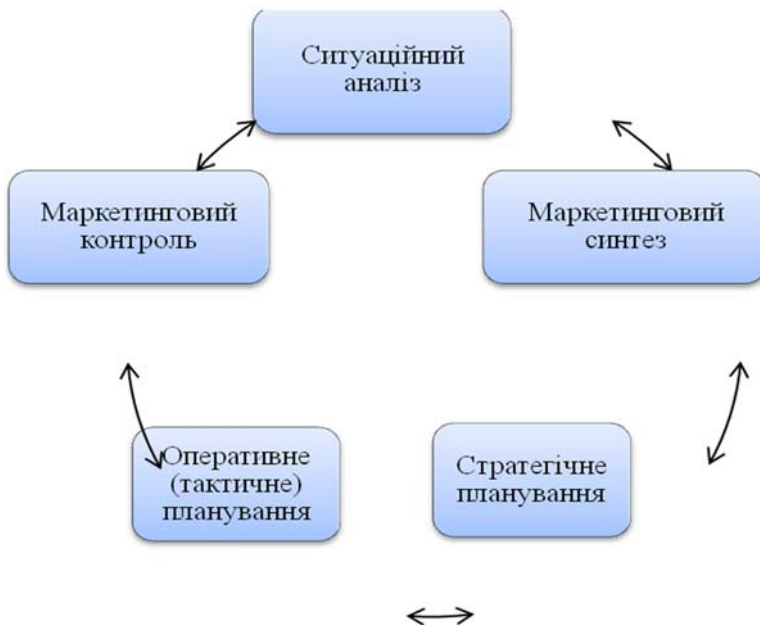 Ситуаційний
аналіз
Маркетинговий
контроль
Маркетинговий
синтез
Оперативне
(тактичне)
планування
Стратегічне
планування